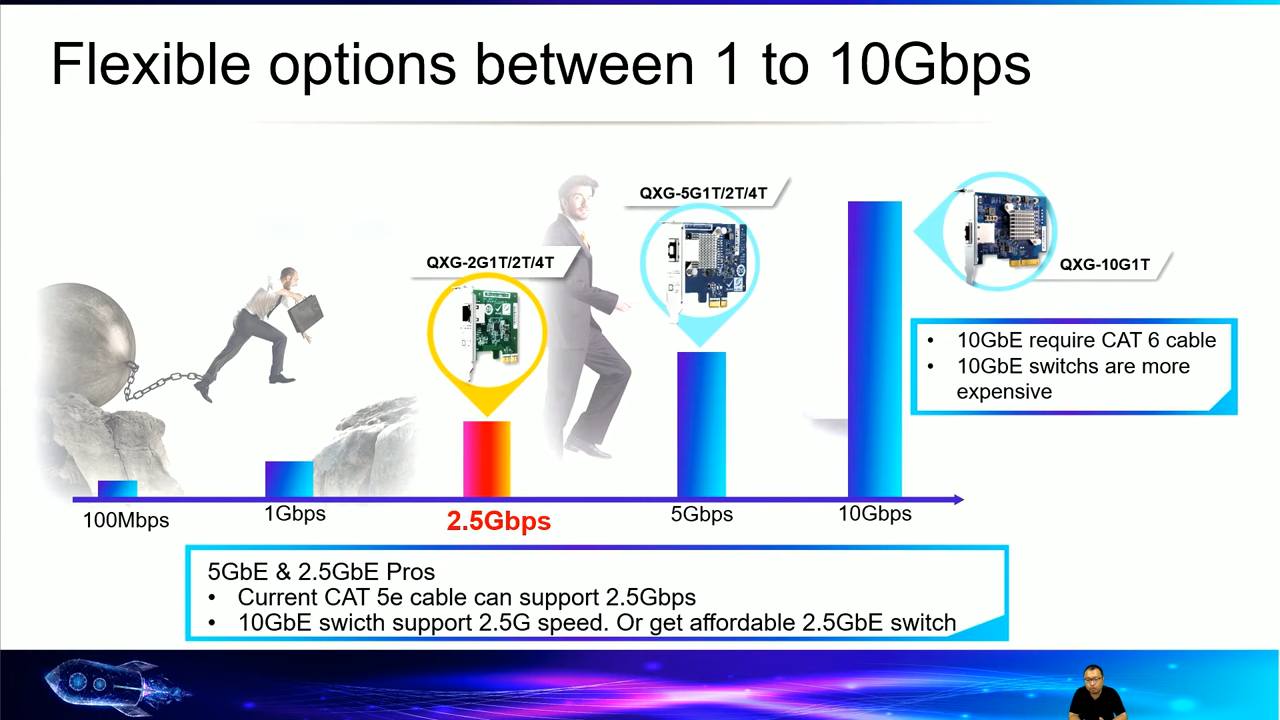 Flexible options between 1 to 10Gbps
QXG-5G1T/2T/4T
QXG-2G1T/2T/4T
QXG-10G1T
• 10GbE require CAT 6 cable
• 10GbE switchs are more
expensive
100Mbps
1Gbps
2.5Gbps
5Gbps
10Gbps
5GbE & 2.5GbE Pros
• Current CAT 5e cable can support 2.5Gbps
• 10GbE swicth support 2.5G speed. Or get affordable 2.5GbE switch